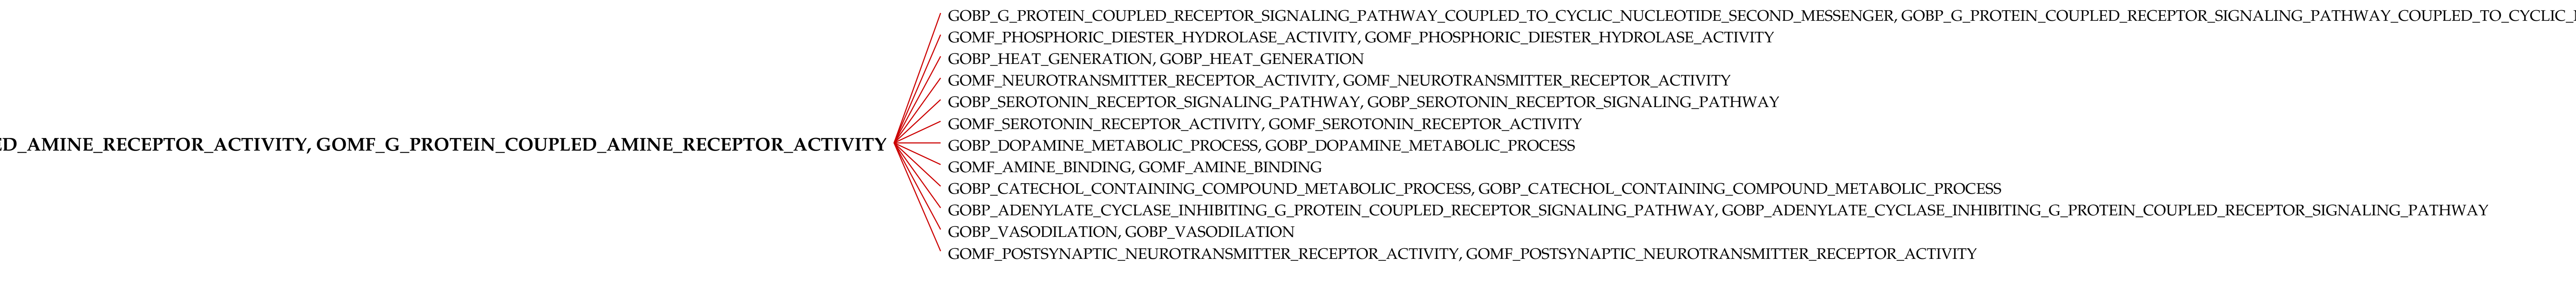 GOBP_G_PROTEIN_COUPLED_RECEPTOR_SIGNALING_PATHWAY_COUPLED_TO_CYCLIC_NUCLEOTIDE_SECOND_MESSENGER, GOBP_G_PROTEIN_COUPLED_RECEPTOR_SIGNALING_PATHWAY_COUPLED_TO_CYCLIC_
GOMF_PHOSPHORIC_DIESTER_HYDROLASE_ACTIVITY, GOMF_PHOSPHORIC_DIESTER_HYDROLASE_ACTIVITY
GOBP_HEAT_GENERATION, GOBP_HEAT_GENERATION
GOMF_NEUROTRANSMITTER_RECEPTOR_ACTIVITY, GOMF_NEUROTRANSMITTER_RECEPTOR_ACTIVITY
GOBP_SEROTONIN_RECEPTOR_SIGNALING_PATHWAY, GOBP_SEROTONIN_RECEPTOR_SIGNALING_PATHWAY
GOMF_SEROTONIN_RECEPTOR_ACTIVITY, GOMF_SEROTONIN_RECEPTOR_ACTIVITY
ED_AMINE_RECEPTOR_ACTIVITY, GOMF_G_PROTEIN_COUPLED_AMINE_RECEPTOR_ACTIVITY
GOBP_DOPAMINE_METABOLIC_PROCESS, GOBP_DOPAMINE_METABOLIC_PROCESS
GOMF_AMINE_BINDING, GOMF_AMINE_BINDING
GOBP_CATECHOL_CONTAINING_COMPOUND_METABOLIC_PROCESS, GOBP_CATECHOL_CONTAINING_COMPOUND_METABOLIC_PROCESS
GOBP_ADENYLATE_CYCLASE_INHIBITING_G_PROTEIN_COUPLED_RECEPTOR_SIGNALING_PATHWAY, GOBP_ADENYLATE_CYCLASE_INHIBITING_G_PROTEIN_COUPLED_RECEPTOR_SIGNALING_PATHWAY
GOBP_VASODILATION, GOBP_VASODILATION
GOMF_POSTSYNAPTIC_NEUROTRANSMITTER_RECEPTOR_ACTIVITY, GOMF_POSTSYNAPTIC_NEUROTRANSMITTER_RECEPTOR_ACTIVITY